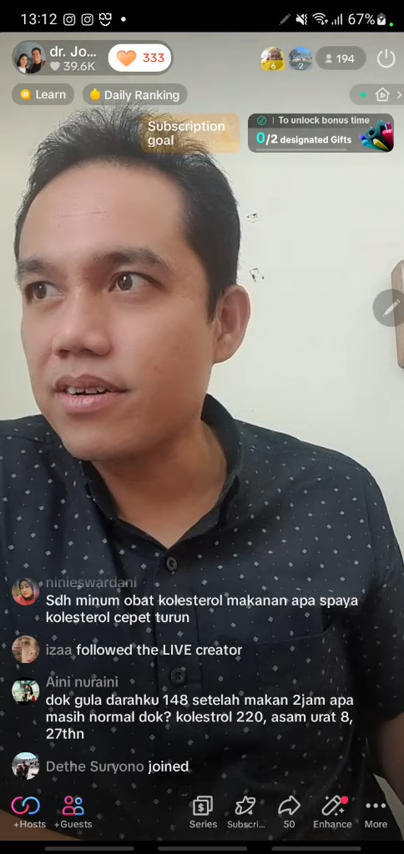 13:12
67%
dr. Jo...
39.6K
333
6
2
194
Learn
Daily Ranking
Subscription
goal
To unlock bonus time
0/2 designated Gifts
ninieswardani
Sdh minum obat kolesterol makanan apa spaya
kolesterol cepet turun
izaa followed the LIVE creator
Aini nuraini
dok gula darahku 148 setelah makan 2jam apa
masih normal dok? kolestrol 220, asam urat 8,
27thn
Dethe Suryono joined
+Hosts
+Guests
Series
Subscri...
50
Enhance
More